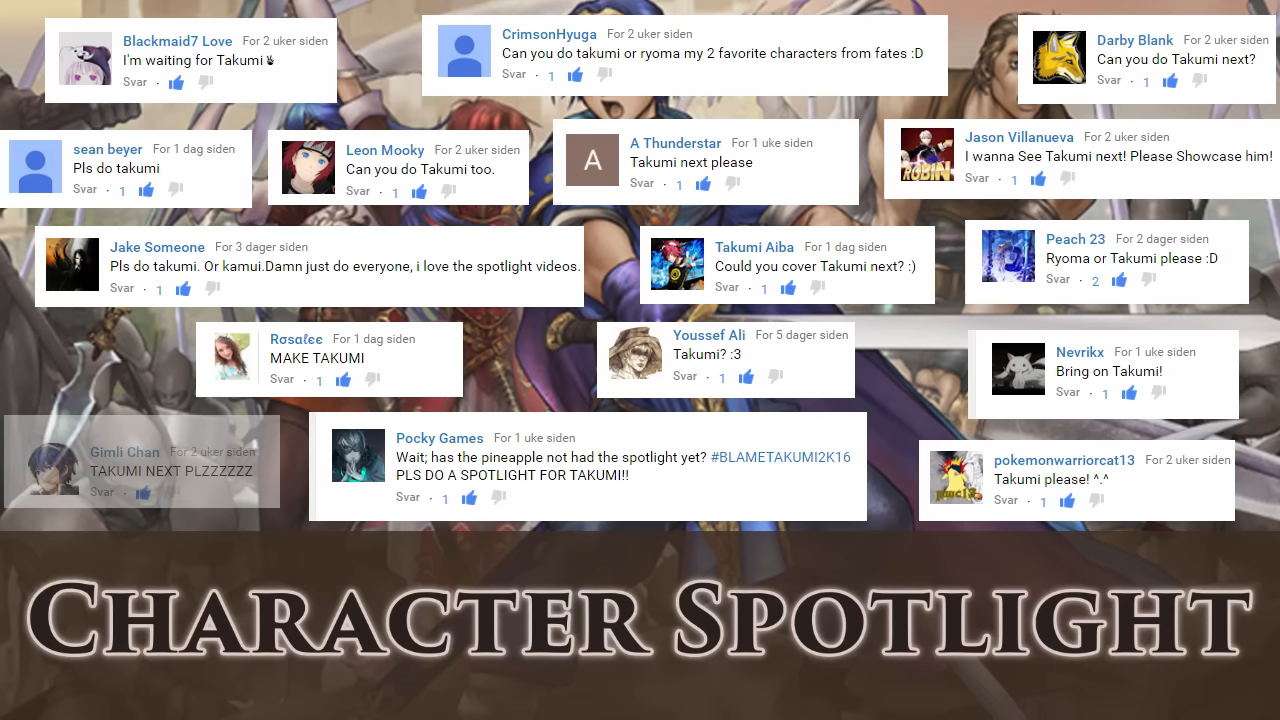 Blackmaid7 Love For 2 uker siden
I'm waiting for Takumi✌
Svar ·
CrimsonHyuga For 2 uker siden
Can you do takumi or ryoma my 2 favorite characters from fates :D
Svar · 1
Darby Blank For 2 uker siden
Can you do Takumi next?
Svar · 1
sean beyer For 1 dag siden
Pls do takumi
Svar · 1
Leon Mooky For 2 uker siden
Can you do Takumi too.
Svar · 1
A
A Thunderstar For 1 uke siden
Takumi next please
Svar · 1
ROBIN
Jason Villanueva For 2 uker siden
I wanna See Takumi next! Please Showcase him!
Svar · 1
Jake Someone For 3 dager siden
Pls do takumi. Or kamui.Damn just do everyone, i love the spotlight videos.
Svar · 1
Takumi Aiba For 1 dag siden
Could you cover Takumi next? :)
Svar · 1
Peach 23 For 2 dager siden
Ryoma or Takumi please :D
Svar · 2
Rσsαℓєє For 1 dag siden
MAKE TAKUMI
Svar · 1
Youssef Ali For 5 dager siden
Takumi? :3
Svar · 1
Nevrikx For 1 uke siden
Bring on Takumi!
Svar · 1
Gimli Chan For 2 uker siden
TAKUMI NEXT PLZZZZZZ
Svar ·
Pocky Games For 1 uke siden
Wait; has the pineapple not had the spotlight yet? #BLAMETAKUMI2K16
PLS DO A SPOTLIGHT FOR TAKUMI!!
Svar · 1
pwc13
pokemonwarriorcat13 For 2 uker siden
Takumi please! ^.^
Svar · 1
CHARACTER SPOTLIGHT